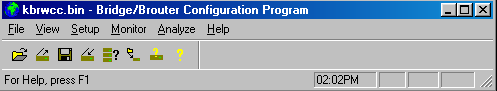 kbrwcc.bin - Bridge/Brouter Configuration Program
File View Setup Monitor Analyze Help
For Help, press F1 02:02PM